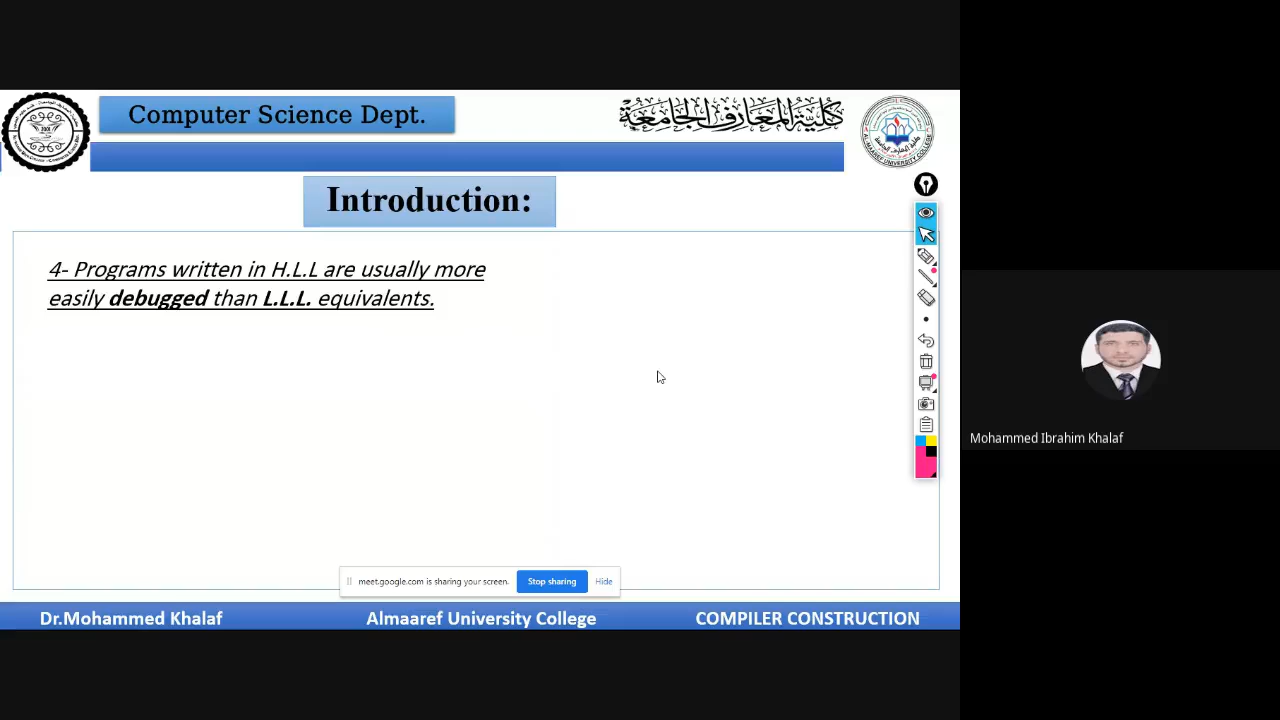 Computer Science Dept.
كلية المعارف الجامعة
Introduction:
4- Programs written in H.L.L are usually more
easily debugged than L.L.L. equivalents.
Mohammed Ibrahim Khalaf
meet.google.com is sharing your screen.
Stop sharing
Hide
Dr.Mohammed Khalaf
Almaaref University College
COMPILER CONSTRUCTION